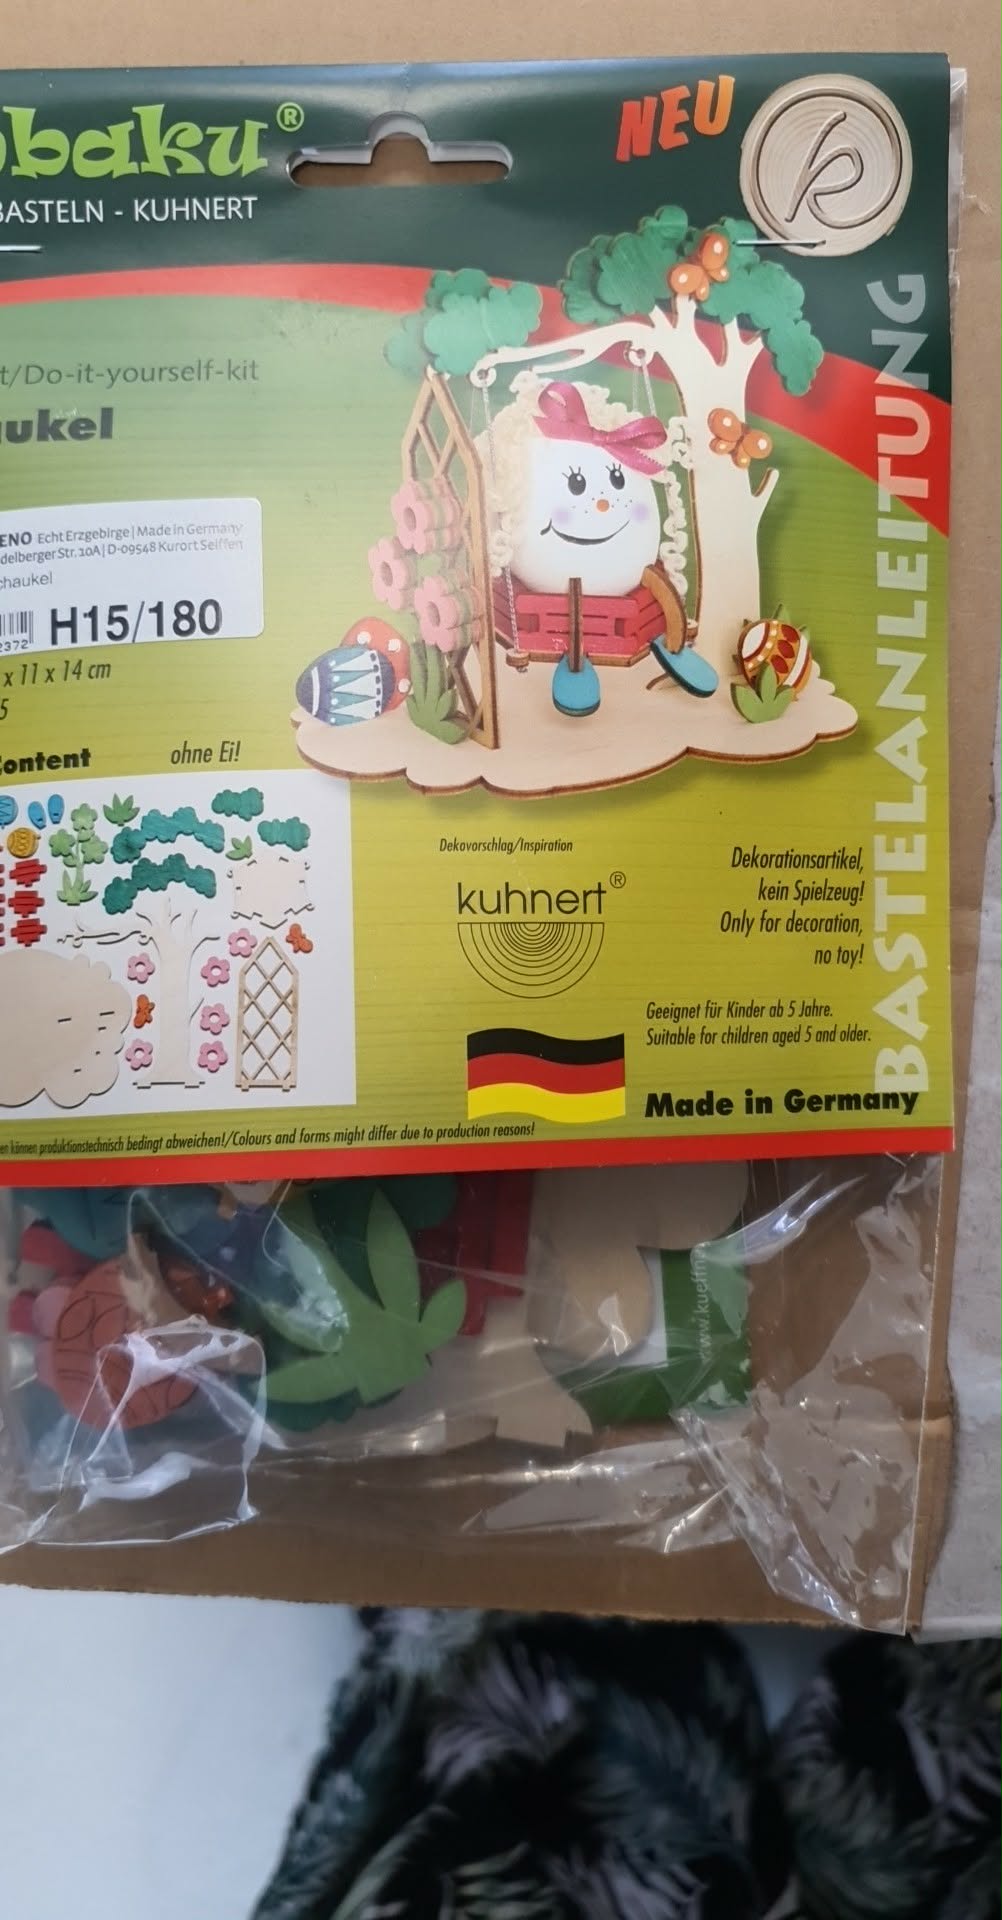 baku®
NEU
k
BASTELN - KUHNERT
BASTELANLEITUNG
t/Do-it-yourself-kit
ukel
ENO Echt Erzgebirge | Made in Germany
delberger Str. 20A | D-09548 Kurort Seiffen
chaukel
H15/180
2372
x 11 x 14 cm
5
Content
ohne Ei!
Dekovorschlag/Inspiration
kuhnert®
Dekorationsartikel,
kein Spielzeug!
Only for decoration,
no toy!
Geeignet für Kinder ab 5 Jahre.
Suitable for children aged 5 and older.
Made in Germany
en können produktionstechnisch bedingt abweichen!/Colours and forms might differ due to production reasons!